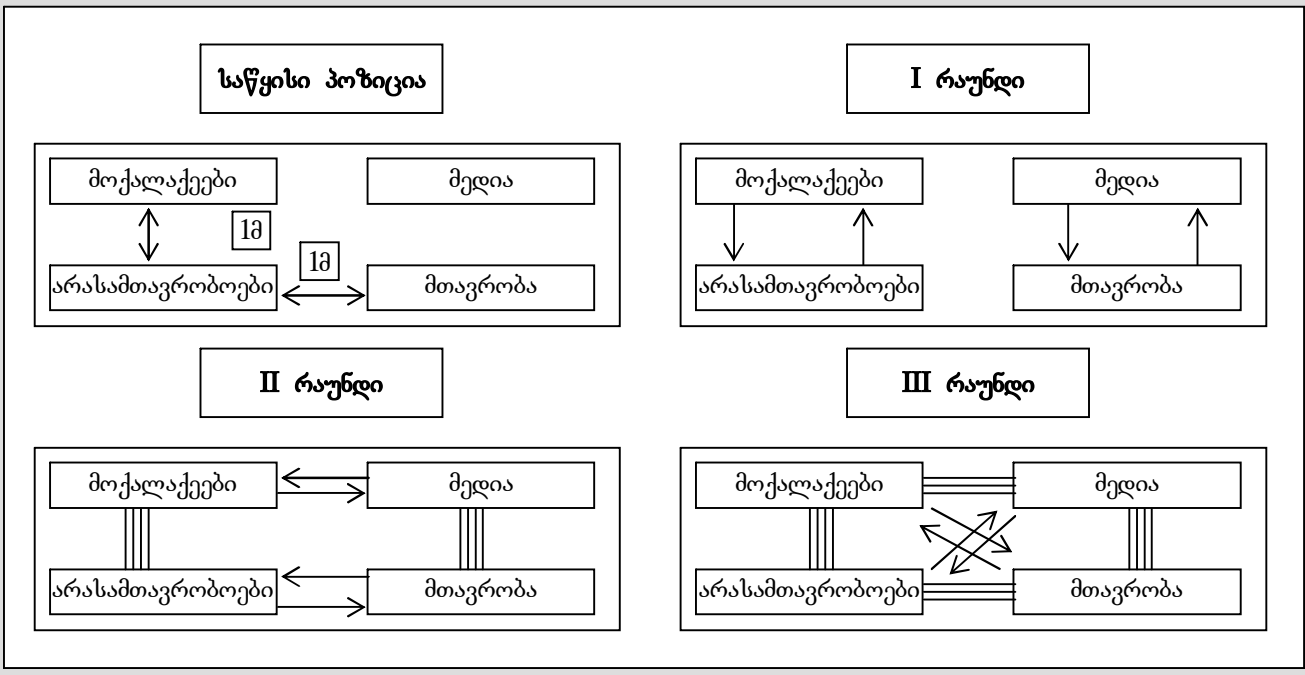 საწყისი პოზიცია
I რაუნდი
მოქალაქეები
მედია
1მ
1მ
არასამთავრობოები
მთავრობა
მოქალაქეები
მედია
არასამთავრობოები
მთავრობა
II რაუნდი
III რაუნდი
მოქალაქეები
მედია
არასამთავრობოები
მთავრობა
მოქალაქეები
მედია
არასამთავრობოები
მთავრობა